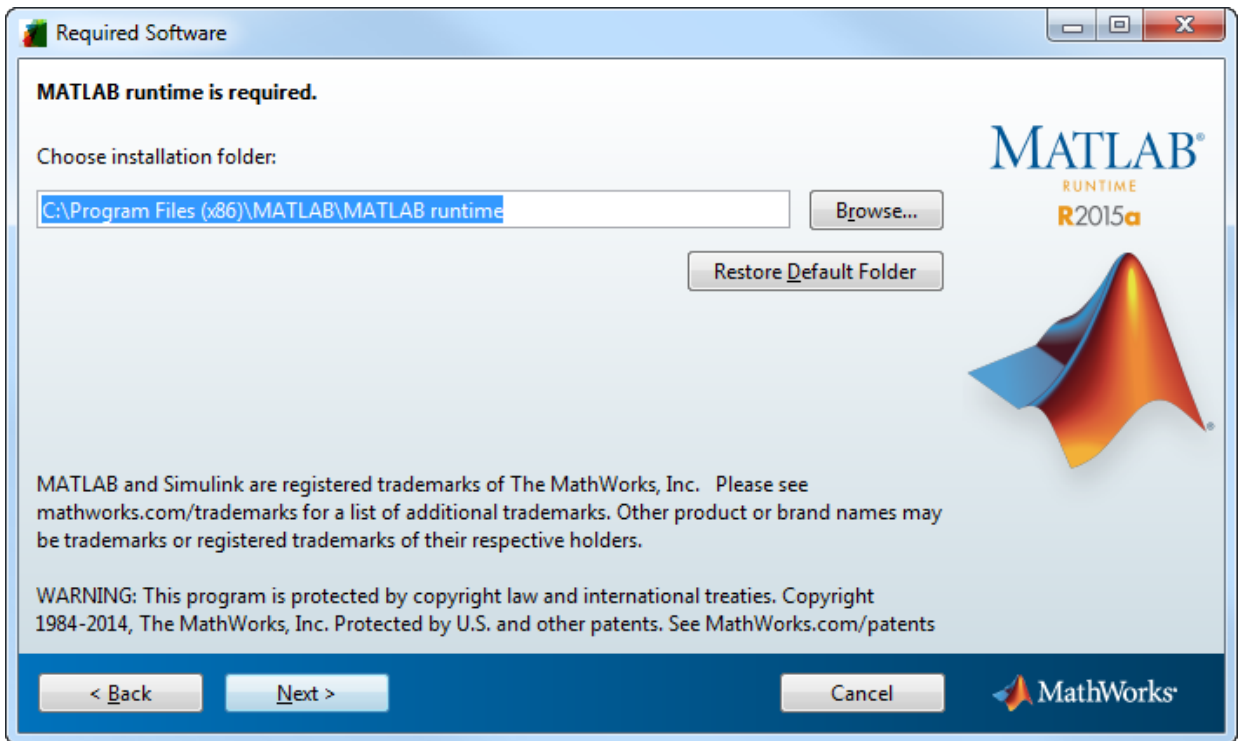 Required Software
MATLAB runtime is required.
Choose installation folder:
C:\Program Files (x86)\MATLAB\MATLAB runtime
Browse...
Restore Default Folder
MATLAB®
RUNTIME
R2015a
®
MATLAB and Simulink are registered trademarks of The MathWorks, Inc.   Please see
mathworks.com/trademarks for a list of additional trademarks. Other product or brand names may
be trademarks or registered trademarks of their respective holders.
WARNING: This program is protected by copyright law and international treaties. Copyright
1984-2014, The MathWorks, Inc. Protected by U.S. and other patents. See MathWorks.com/patents
< Back
Next >
Cancel
MathWorks®